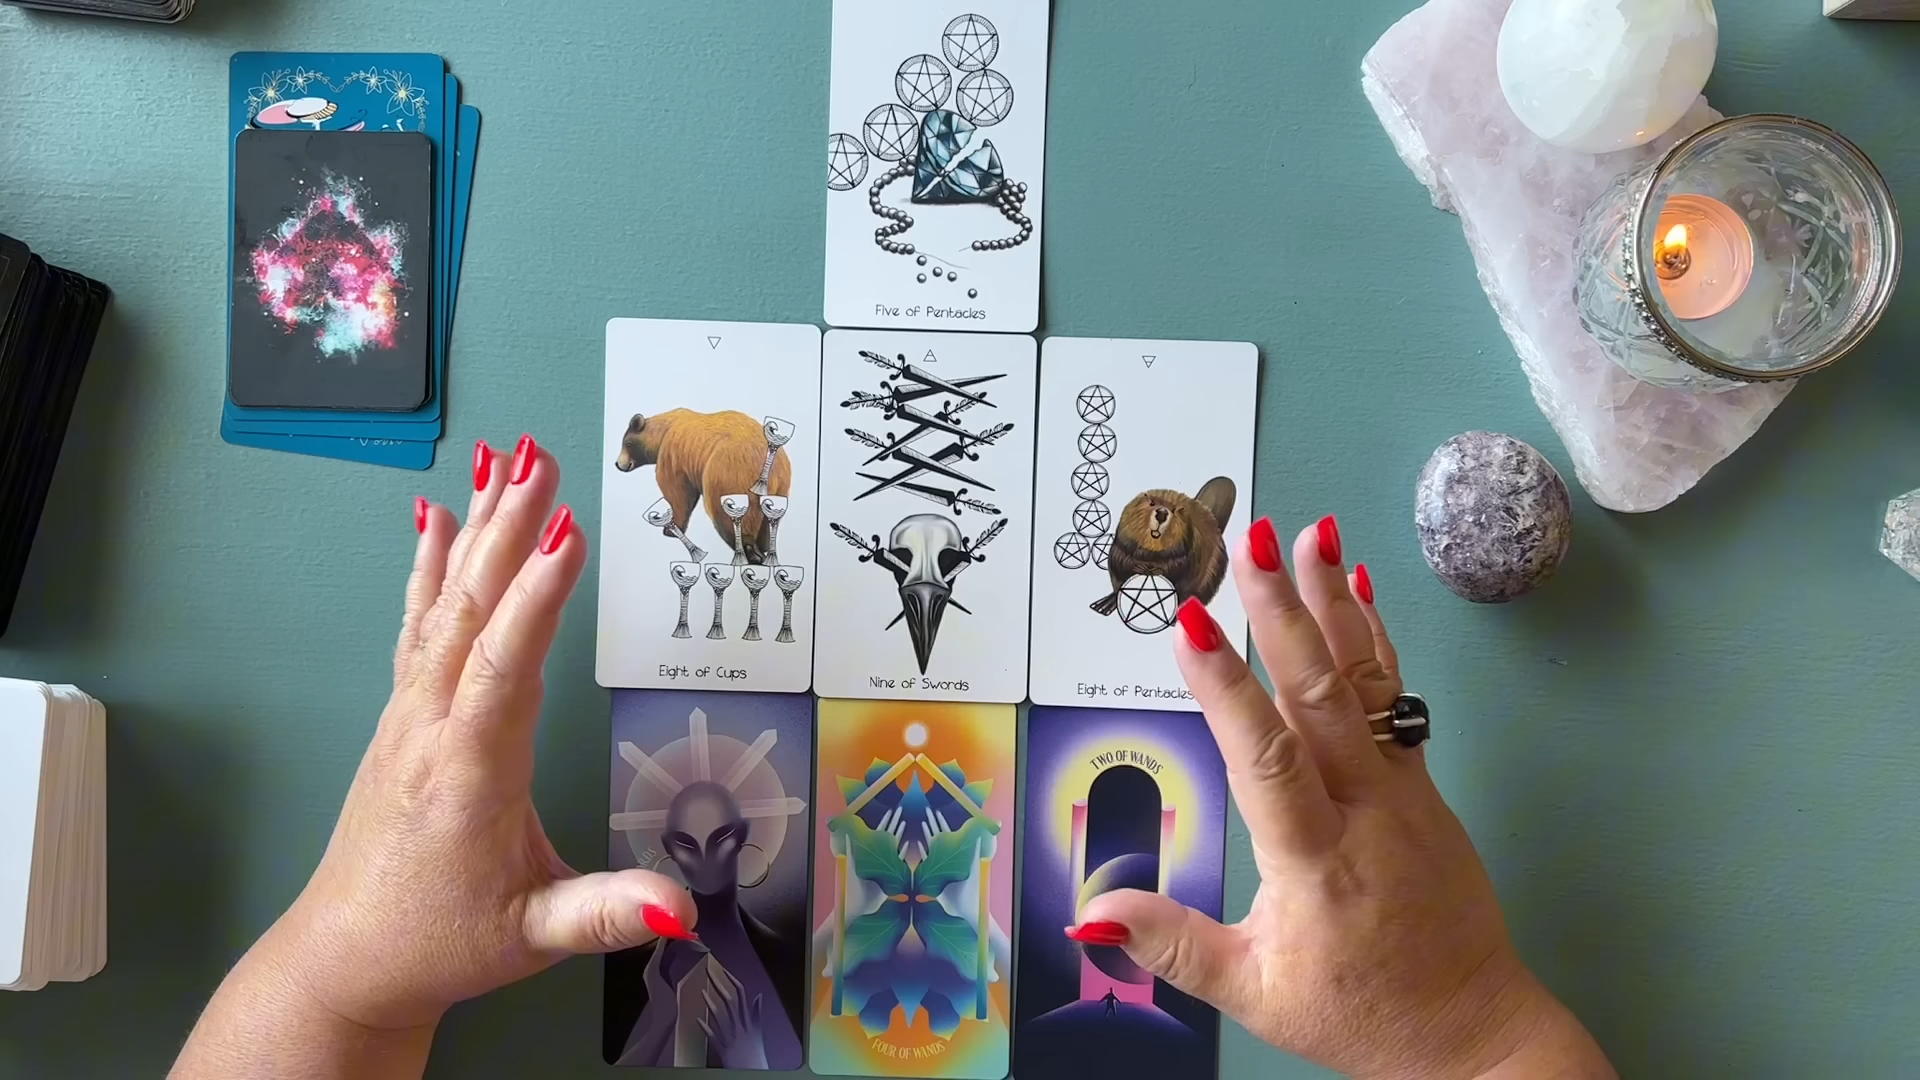 Five of Pentacles
Eight of Cups
Nine of Swords
Eight of Pentacles
TWO OF WANDS
FOUR OF WANDS